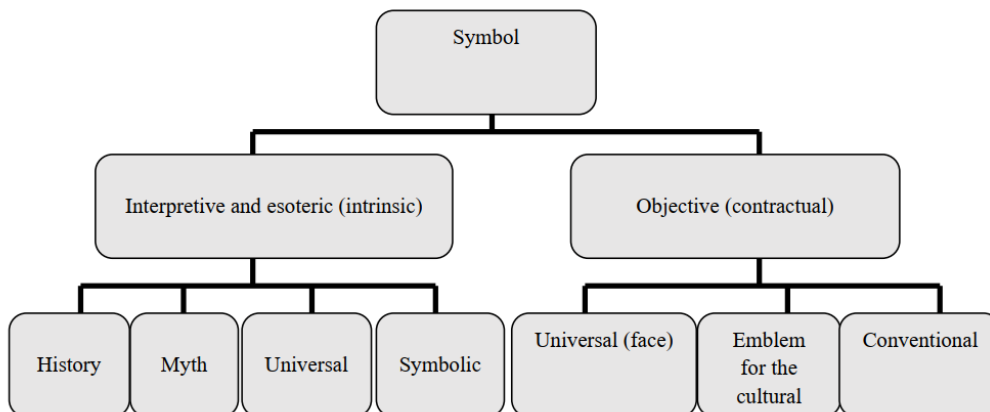 Symbol
Interpretive and esoteric (intrinsic)
Objective (contractual)
History
Myth
Universal
Symbolic
Universal (face)
Emblem
for the
cultural
Conventional